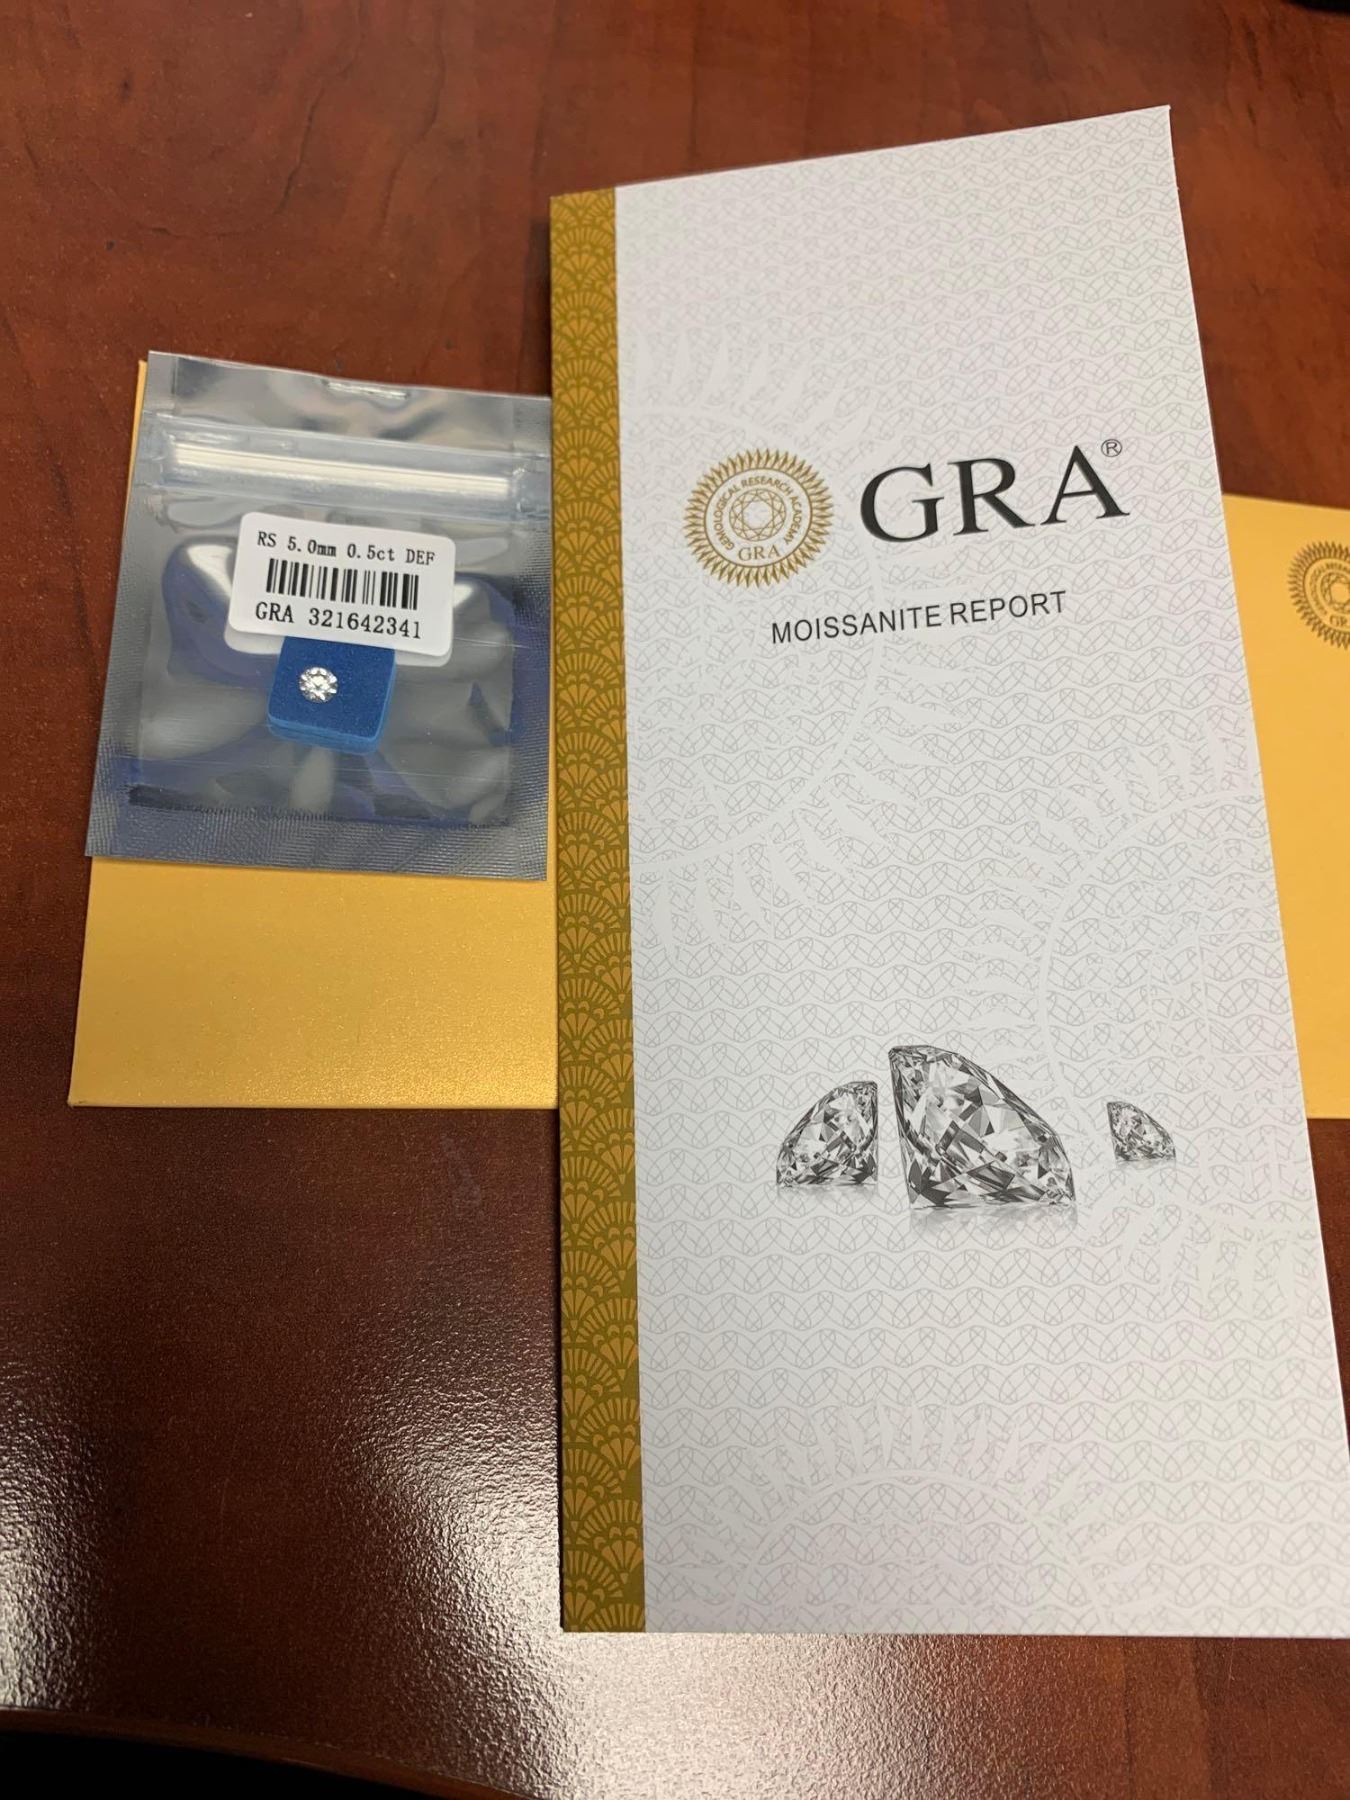 RS 5.0mm 0.5ct DEF
GRA 321642341
GEMOLOGICAL RESEARCH ACADEMY
GRA
GRA®
MOISSANITE REPORT